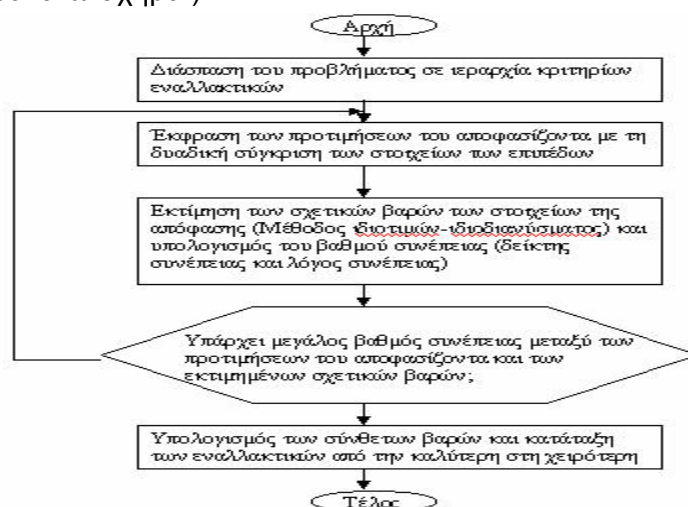 Αρχή
Διάσπαση του προβλήματος σε ιεραρχία κριτηρίων
εναλλακτικών
Έκφραση των προτιμήσεων του αποφασίζοντα με τη
δυαδική σύγκριση των στοιχείων των επιπέδων
Εκτίμηση των σχετικών βαρών των στοιχείων της
απόφασης (Μέθοδος ιδιοτιμών-ιδιοδιανύσματος) και
υπολογισμός του βαθμού συνέπειας (δείκτης
συνέπειας και λόγος συνέπειας)
Υπάρχει μεγάλος βαθμός συνέπειας μεταξύ των
προτιμήσεων του αποφασίζοντα και των
εκτιμημένων σχετικών βαρών;
Υπολογισμός των σύνθετων βαρών και κατάταξη
των εναλλακτικών από την καλύτερη στη χειρότερη
Τέλος